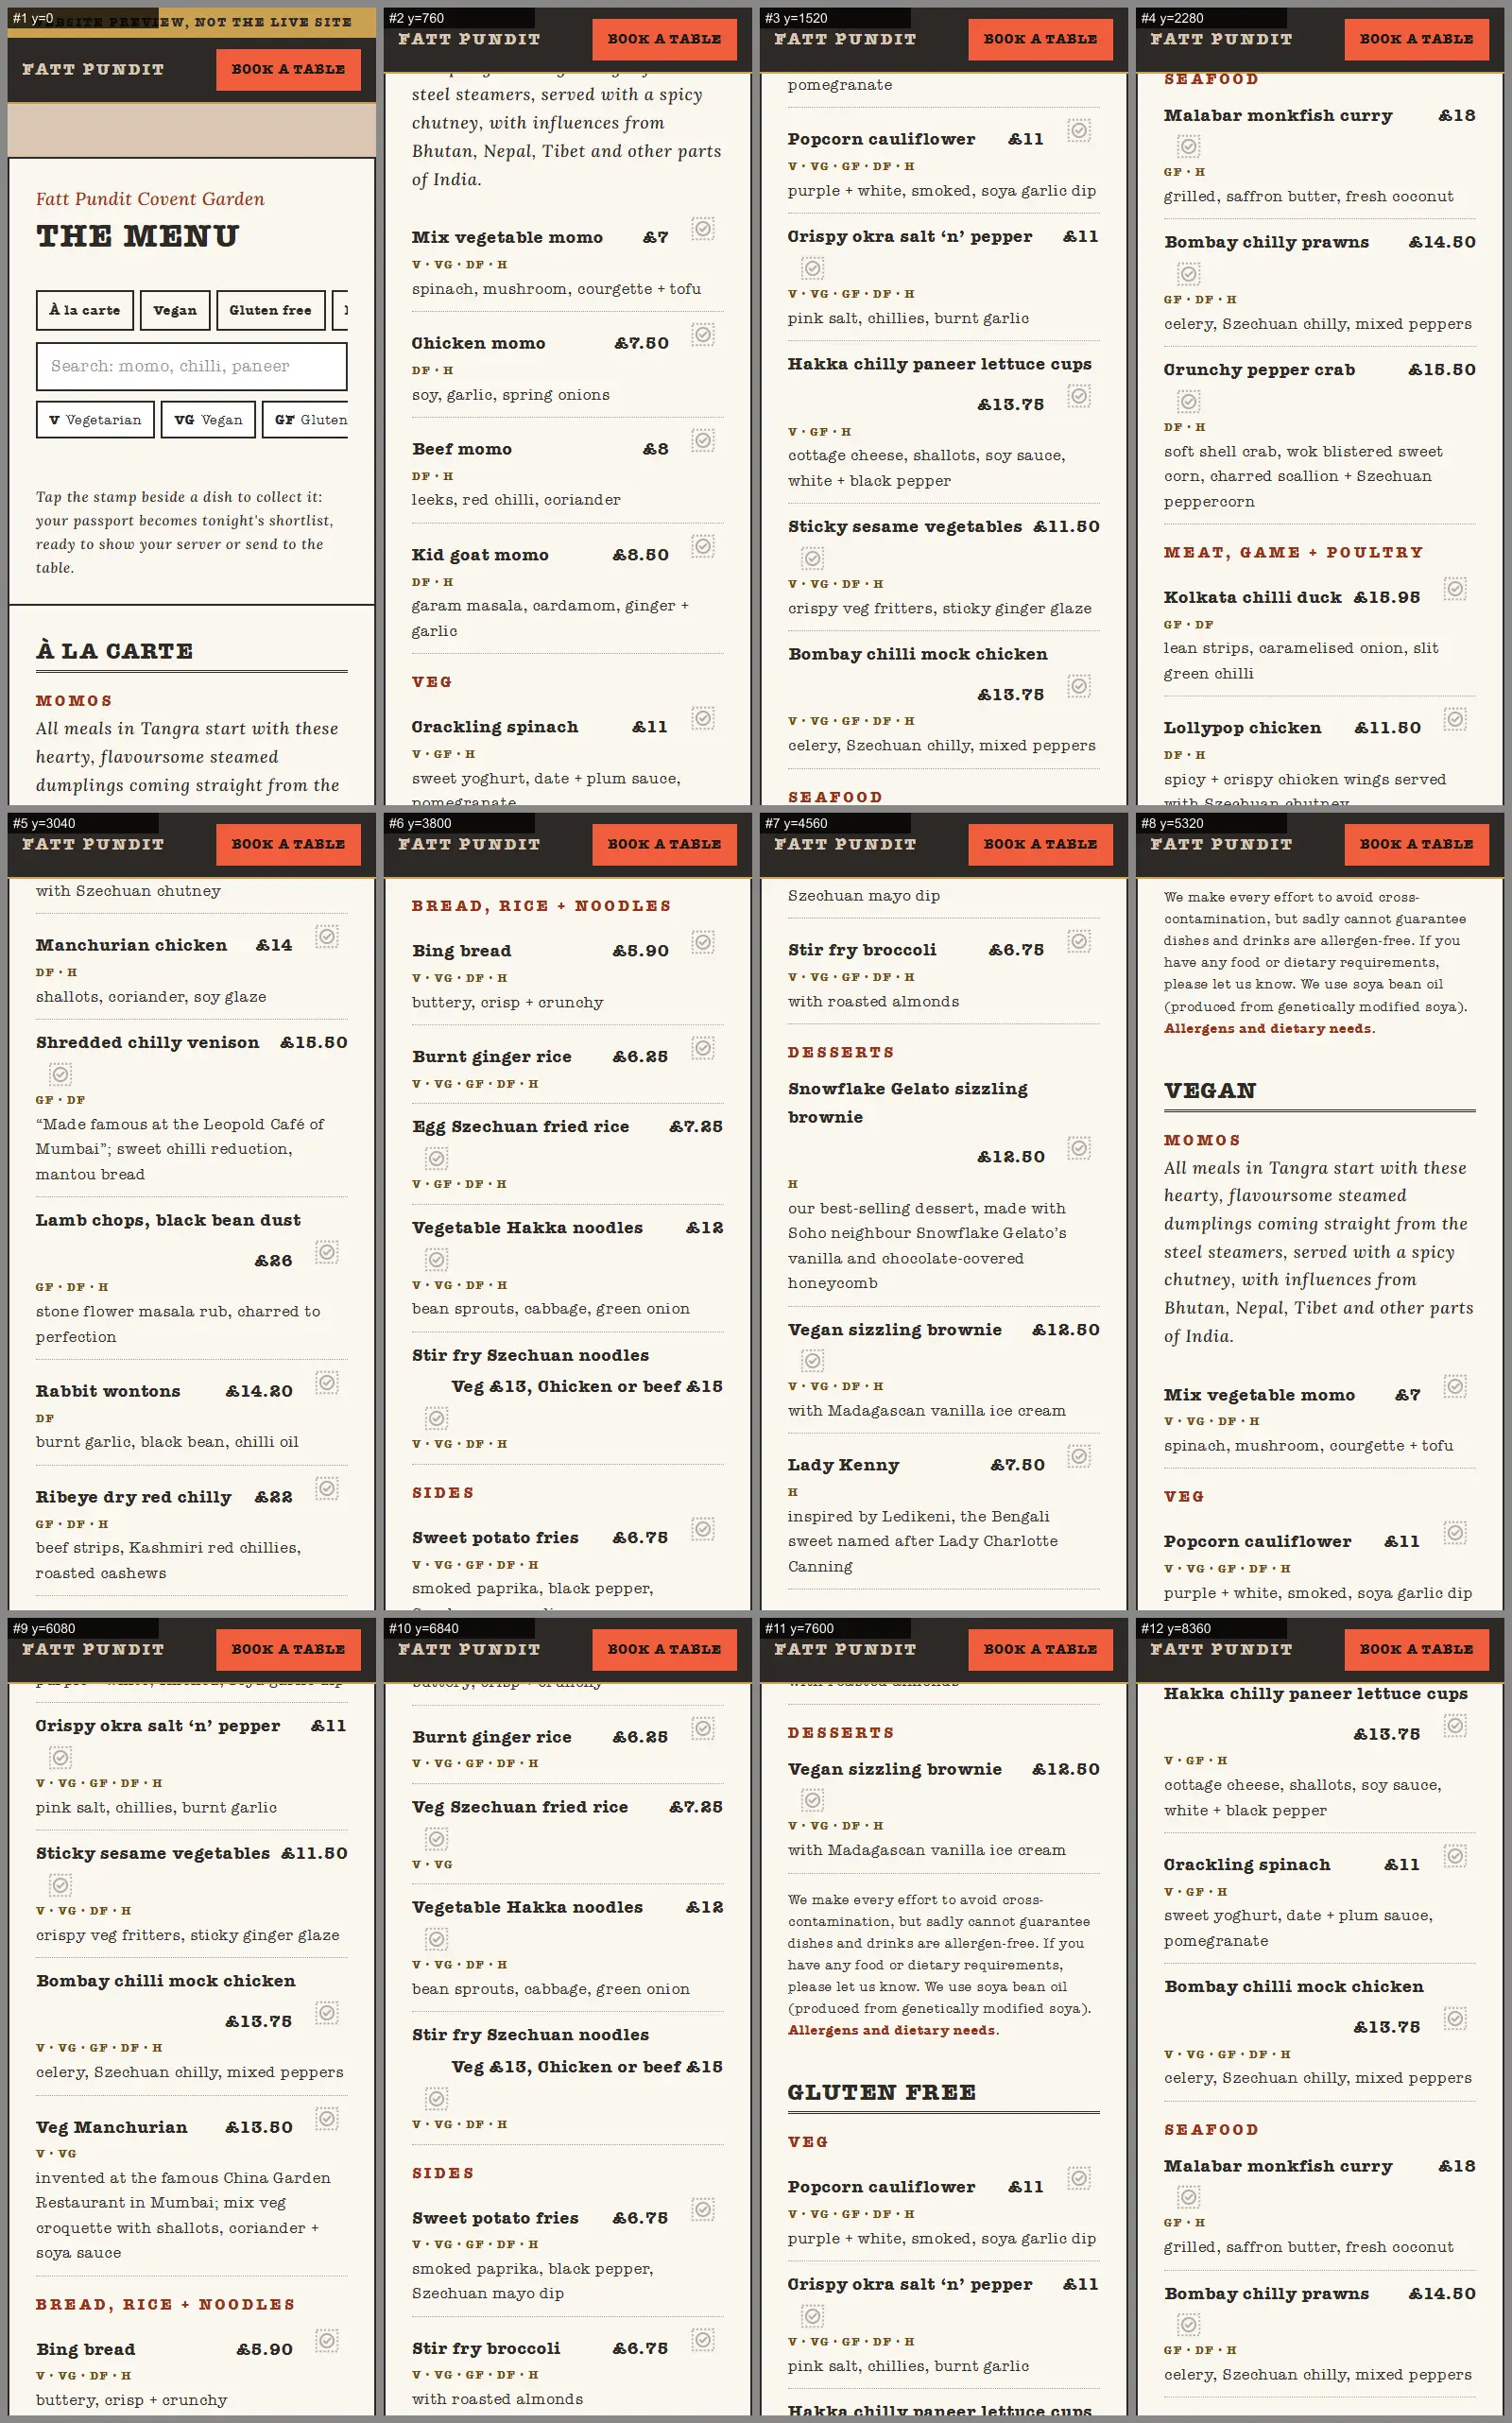 #1 y=0
BSITE PREVIEW, NOT THE LIVE SITE
FATT PUNDIT
BOOK A TABLE
Fatt Pundit Covent Garden
THE MENU
À la carte
Vegan
Gluten free
Search: momo, chilli, paneer
V Vegetarian
VG Vegan
GF Gluten
Tap the stamp beside a dish to collect it:
your passport becomes tonight's shortlist,
ready to show your server or send to the
table.
À LA CARTE
MOMOS
All meals in Tangra start with these
hearty, flavoursome steamed
dumplings coming straight from the
#2 y=760
FATT PUNDIT
BOOK A TABLE
steel steamers, served with a spicy
chutney, with influences from
Bhutan, Nepal, Tibet and other parts
of India.
Mix vegetable momo £7
V · VG · DF · H
spinach, mushroom, courgette + tofu
Chicken momo £7.50
DF · H
soy, garlic, spring onions
Beef momo £8
DF · H
leeks, red chilli, coriander
Kid goat momo £8.50
DF · H
garam masala, cardamom, ginger +
garlic
VEG
Crackling spinach £11
V · GF · H
sweet yoghurt, date + plum sauce,
pomegranate
#3 y=1520
FATT PUNDIT
BOOK A TABLE
pomegranate
Popcorn cauliflower £11
V · VG · GF · DF · H
purple + white, smoked, soya garlic dip
Crispy okra salt ‘n’ pepper £11
V · VG · GF · DF · H
pink salt, chillies, burnt garlic
Hakka chilly paneer lettuce cups
£13.75
V · GF · H
cottage cheese, shallots, soy sauce,
white + black pepper
Sticky sesame vegetables £11.50
V · VG · DF · H
crispy veg fritters, sticky ginger glaze
Bombay chilli mock chicken
£13.75
V · VG · GF · DF · H
celery, Szechuan chilly, mixed peppers
SEAFOOD
#4 y=2280
FATT PUNDIT
BOOK A TABLE
SEAFOOD
Malabar monkfish curry £18
GF · H
grilled, saffron butter, fresh coconut
Bombay chilly prawns £14.50
GF · DF · H
celery, Szechuan chilly, mixed peppers
Crunchy pepper crab £15.50
DF · H
soft shell crab, wok blistered sweet
corn, charred scallion + Szechuan
peppercorn
MEAT, GAME + POULTRY
Kolkata chilli duck £15.95
GF · DF
lean strips, caramelised onion, slit
green chilli
Lollypop chicken £11.50
DF · H
spicy + crispy chicken wings served
with Szechuan chutney
#5 y=3040
FATT PUNDIT
BOOK A TABLE
with Szechuan chutney
Manchurian chicken £14
DF · H
shallots, coriander, soy glaze
Shredded chilly venison £15.50
GF · DF
“Made famous at the Leopold Café of
Mumbai”; sweet chilli reduction,
mantou bread
Lamb chops, black bean dust
£26
GF · DF · H
stone flower masala rub, charred to
perfection
Rabbit wontons £14.20
DF
burnt garlic, black bean, chilli oil
Ribeye dry red chilly £22
GF · DF · H
beef strips, Kashmiri red chillies,
roasted cashews
#6 y=3800
FATT PUNDIT
BOOK A TABLE
BREAD, RICE + NOODLES
Bing bread £5.90
V · VG · DF · H
buttery, crisp + crunchy
Burnt ginger rice £6.25
V · VG · GF · DF · H
Egg Szechuan fried rice £7.25
V · GF · DF · H
Vegetable Hakka noodles £12
V · VG · DF · H
bean sprouts, cabbage, green onion
Stir fry Szechuan noodles
Veg £13, Chicken or beef £15
V · VG · DF · H
SIDES
Sweet potato fries £6.75
V · VG · GF · DF · H
smoked paprika, black pepper,
#7 y=4560
FATT PUNDIT
BOOK A TABLE
Szechuan mayo dip
Stir fry broccoli £6.75
V · VG · GF · DF · H
with roasted almonds
DESSERTS
Snowflake Gelato sizzling
brownie
£12.50
H
our best-selling dessert, made with
Soho neighbour Snowflake Gelato’s
vanilla and chocolate-covered
honeycomb
Vegan sizzling brownie £12.50
V · VG · DF · H
with Madagascan vanilla ice cream
Lady Kenny £7.50
H
inspired by Ledikeni, the Bengali
sweet named after Lady Charlotte
Canning
#8 y=5320
FATT PUNDIT
BOOK A TABLE
We make every effort to avoid cross-
contamination, but sadly cannot guarantee
dishes and drinks are allergen-free. If you
have any food or dietary requirements,
please let us know. We use soya bean oil
(produced from genetically modified soya).
Allergens and dietary needs.
VEGAN
MOMOS
All meals in Tangra start with these
hearty, flavoursome steamed
dumplings coming straight from the
steel steamers, served with a spicy
chutney, with influences from
Bhutan, Nepal, Tibet and other parts
of India.
Mix vegetable momo £7
V · VG · DF · H
spinach, mushroom, courgette + tofu
VEG
Popcorn cauliflower £11
V · VG · GF · DF · H
purple + white, smoked, soya garlic dip
#9 y=6080
FATT PUNDIT
BOOK A TABLE
Crispy okra salt ‘n’ pepper £11
V · VG · GF · DF · H
pink salt, chillies, burnt garlic
Sticky sesame vegetables £11.50
V · VG · DF · H
crispy veg fritters, sticky ginger glaze
Bombay chilli mock chicken
£13.75
V · VG · GF · DF · H
celery, Szechuan chilly, mixed peppers
Veg Manchurian £13.50
V · VG
invented at the famous China Garden
Restaurant in Mumbai; mix veg
croquette with shallots, coriander +
soya sauce
BREAD, RICE + NOODLES
Bing bread £5.90
V · VG · DF · H
buttery, crisp + crunchy
#10 y=6840
FATT PUNDIT
BOOK A TABLE
buttery, crisp + crunchy
Burnt ginger rice £6.25
V · VG · GF · DF · H
Veg Szechuan fried rice £7.25
V · VG
Vegetable Hakka noodles £12
V · VG · DF · H
bean sprouts, cabbage, green onion
Stir fry Szechuan noodles
Veg £13, Chicken or beef £15
V · VG · DF · H
SIDES
Sweet potato fries £6.75
V · VG · GF · DF · H
smoked paprika, black pepper,
Szechuan mayo dip
Stir fry broccoli £6.75
V · VG · GF · DF · H
with roasted almonds
#11 y=7600
FATT PUNDIT
BOOK A TABLE
with roasted almonds
DESSERTS
Vegan sizzling brownie £12.50
V · VG · DF · H
with Madagascan vanilla ice cream
We make every effort to avoid cross-
contamination, but sadly cannot guarantee
dishes and drinks are allergen-free. If you
have any food or dietary requirements,
please let us know. We use soya bean oil
(produced from genetically modified soya).
Allergens and dietary needs.
GLUTEN FREE
VEG
Popcorn cauliflower £11
V · VG · GF · DF · H
purple + white, smoked, soya garlic dip
Crispy okra salt ‘n’ pepper £11
V · VG · GF · DF · H
pink salt, chillies, burnt garlic
Hakka chilly paneer lettuce cups
#12 y=8360
FATT PUNDIT
BOOK A TABLE
Hakka chilly paneer lettuce cups
£13.75
V · GF · H
cottage cheese, shallots, soy sauce,
white + black pepper
Crackling spinach £11
V · GF · H
sweet yoghurt, date + plum sauce,
pomegranate
Bombay chilli mock chicken
£13.75
V · VG · GF · DF · H
celery, Szechuan chilly, mixed peppers
SEAFOOD
Malabar monkfish curry £18
GF · H
grilled, saffron butter, fresh coconut
Bombay chilly prawns £14.50
GF · DF · H
celery, Szechuan chilly, mixed peppers